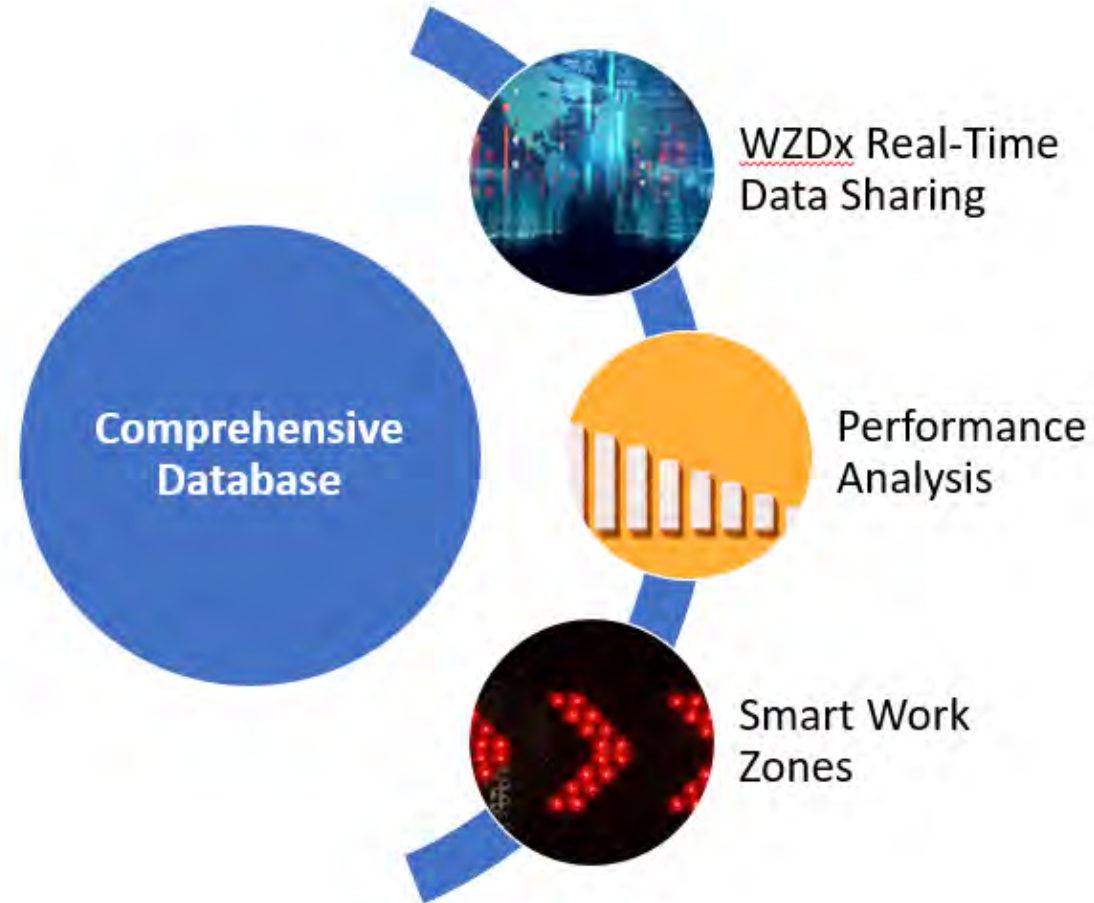 Comprehensive
Database
WZDx Real-Time
Data Sharing
Performance
Analysis
Smart Work
Zones